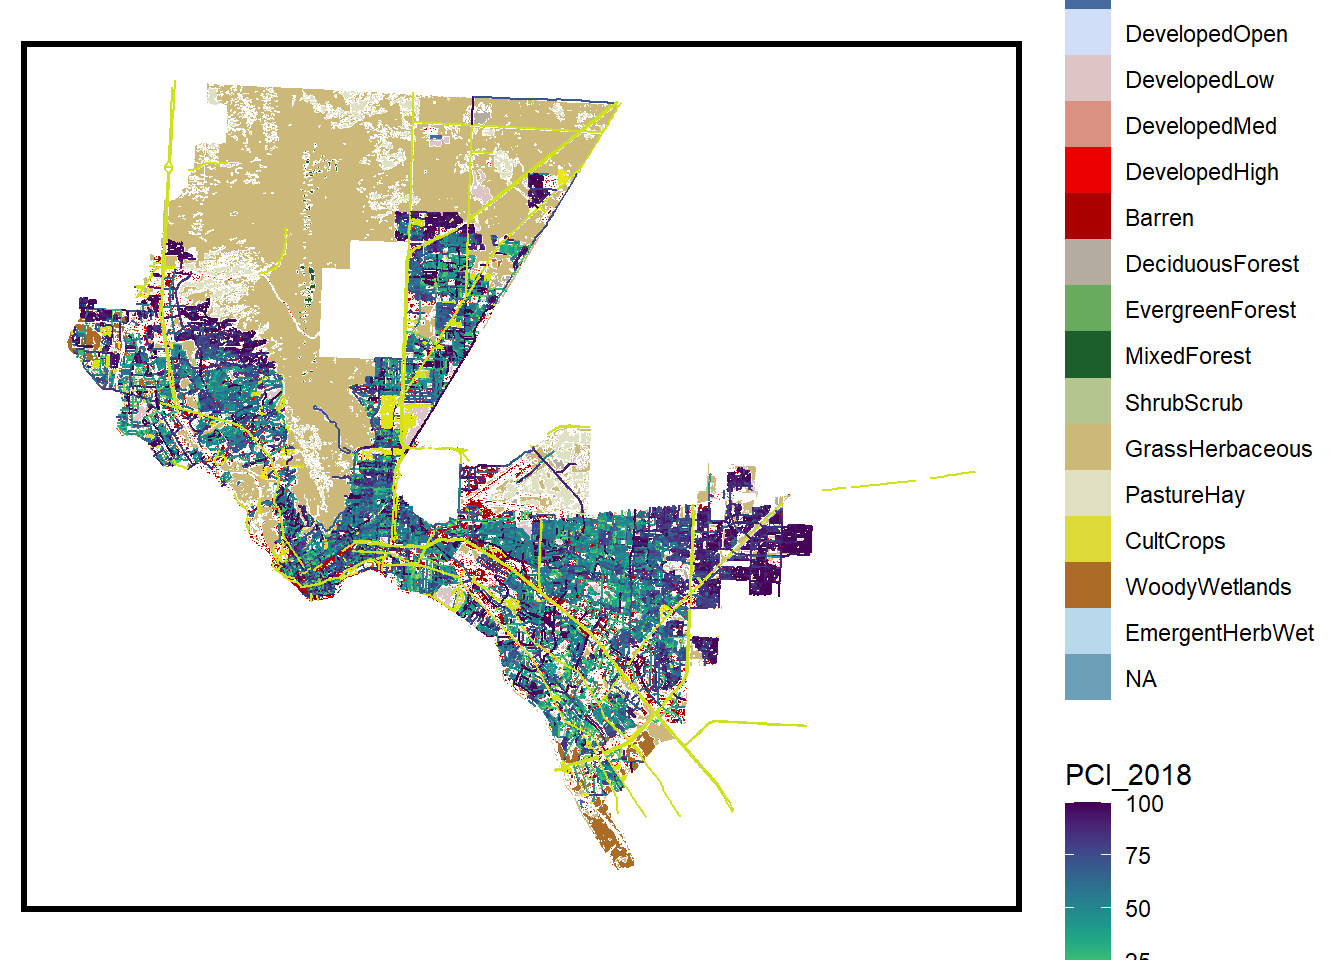 DevelopedOpen
DevelopedLow
DevelopedMed
DevelopedHigh
Barren
DeciduousForest
EvergreenForest
MixedForest
ShrubScrub
GrassHerbaceous
PastureHay
CultCrops
WoodyWetlands
EmergentHerbWet
NA
PCI_2018
100
75
50
25